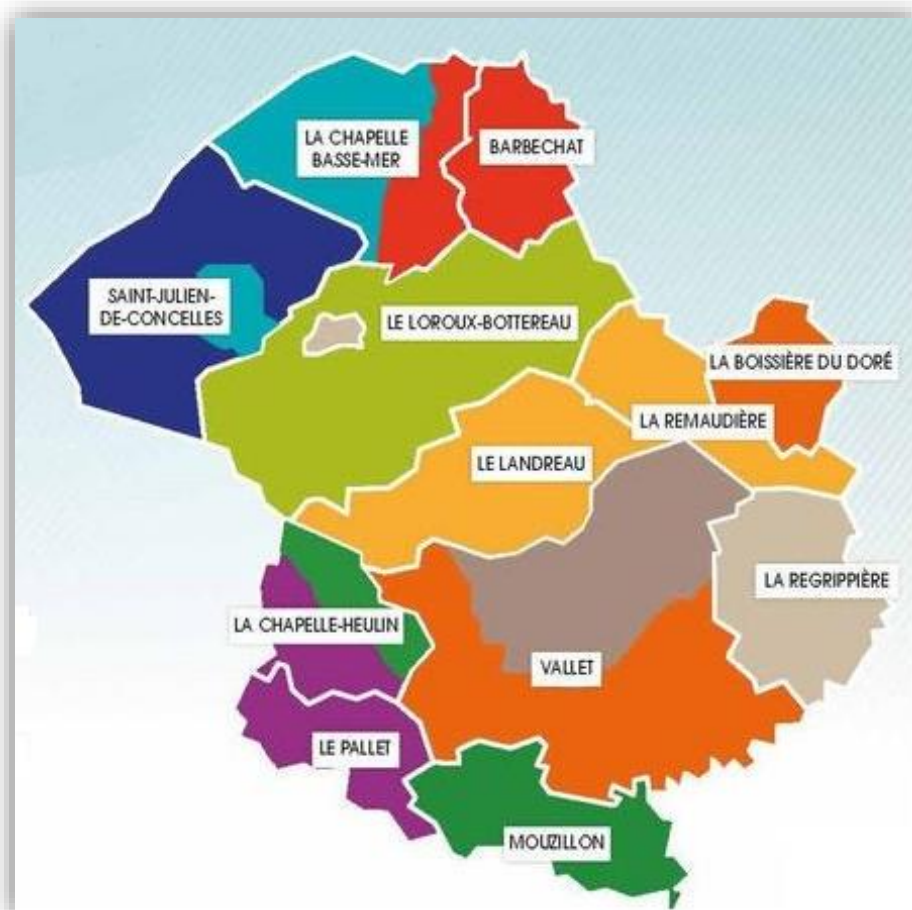 LA CHAPELLE
BASSE-MER
BARBECHAT
SAINT-JULIEN-
DE-CONCELLES
LE LOROUX-BOTTEREAU
LA BOISSIÈRE DU DORÉ
LA REMAUDIÈRE
LE LANDREAU
LA REGRIPPIÈRE
LA CHAPELLE-HEULIN
VALLET
LE PALLET
MOUZILLON